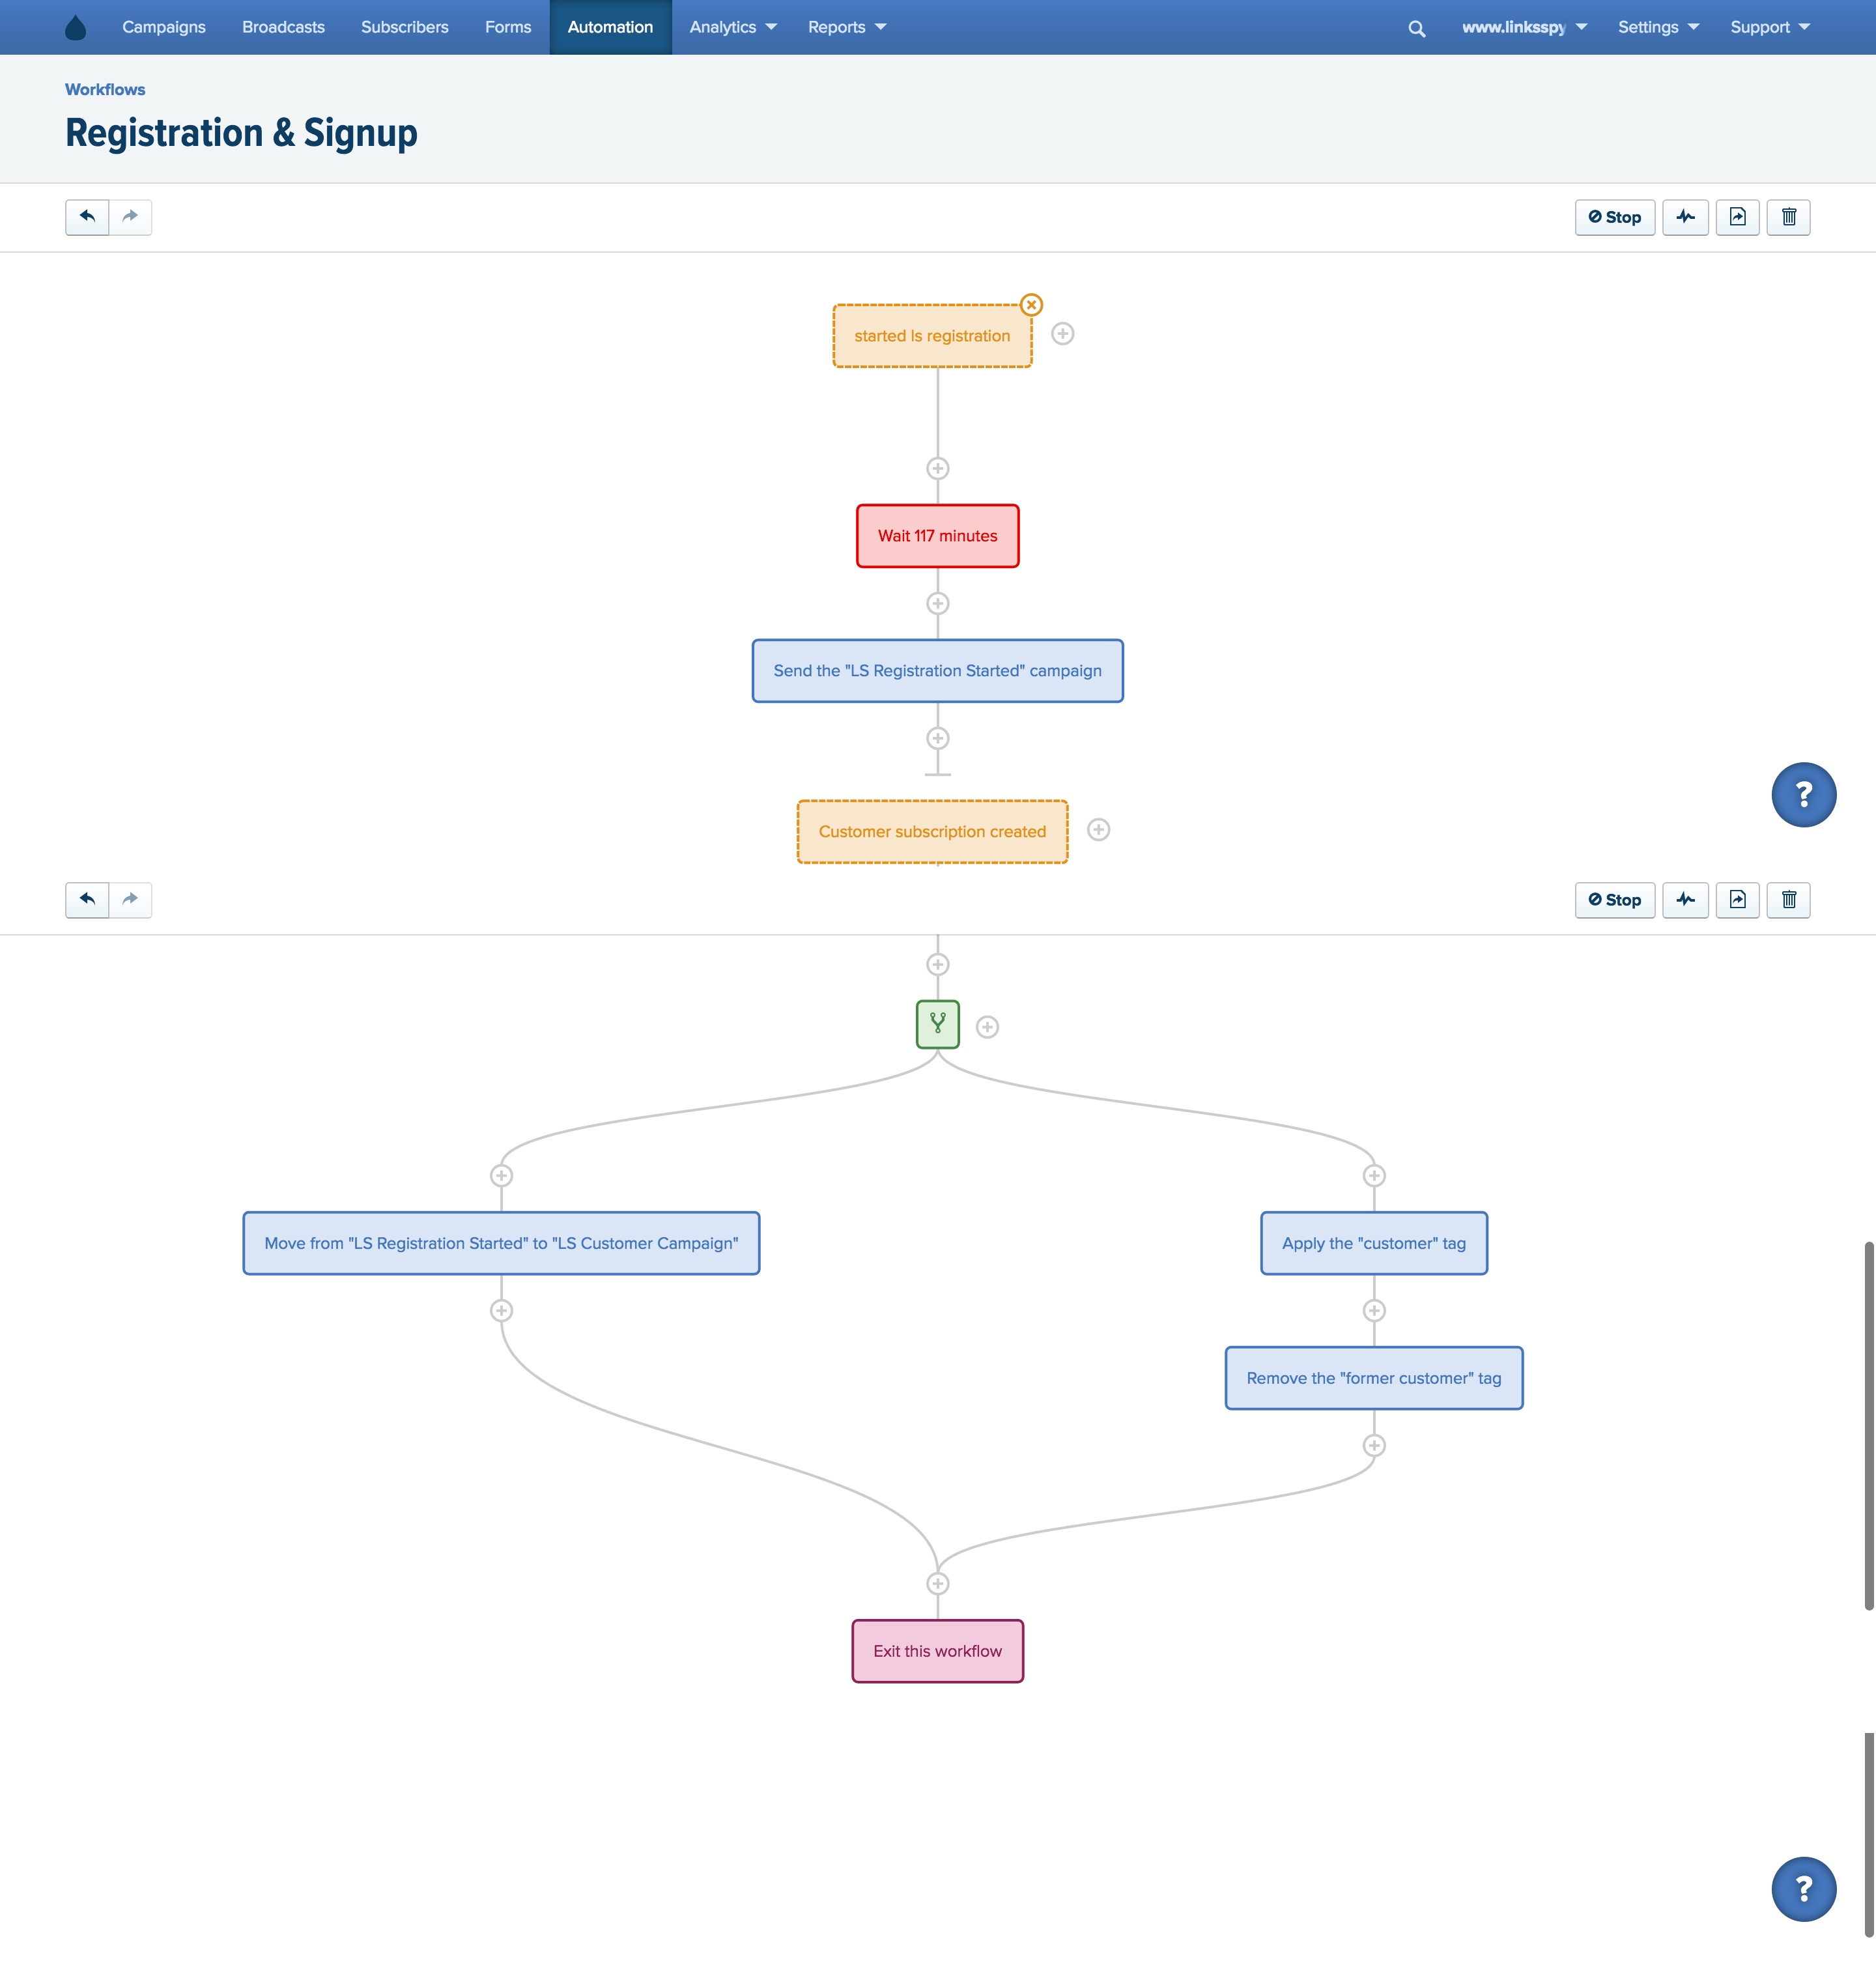 Campaigns Broadcasts Subscribers Forms Automation Analytics Reports www.linksspy Settings Support
Workflows
Registration & Signup
Stop
started ls registration
Wait 117 minutes
Send the "LS Registration Started" campaign
?
Customer subscription created
Stop
Move from "LS Registration Started" to "LS Customer Campaign"
Apply the "customer" tag
Remove the "former customer" tag
Exit this workflow
?